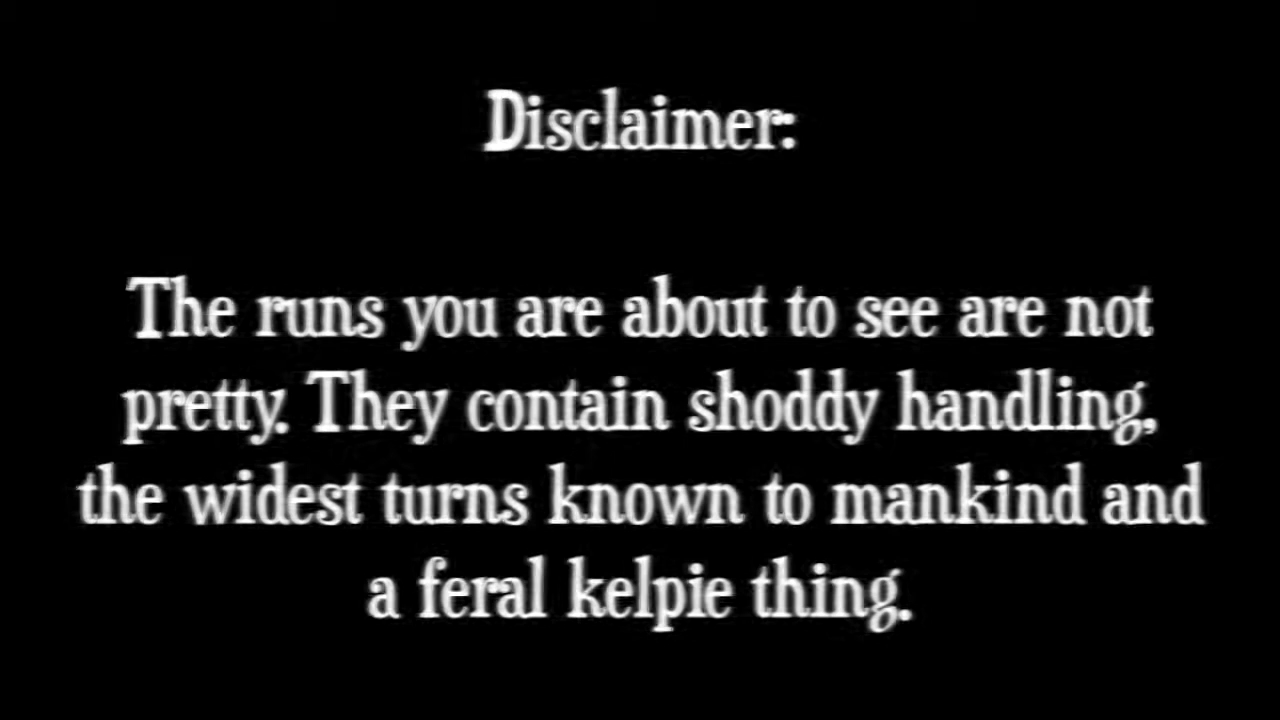 Disclaimer:
The runs you are about to see are not
pretty. They contain shoddy handling,
the widest turns known to mankind and
a feral kelpie thing.